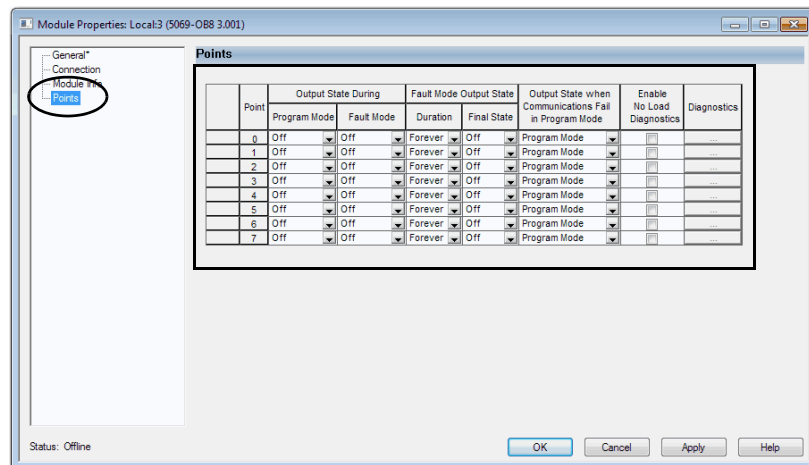 Module Properties: Local:3 (5069-OB8 3.001)
General*
Connection
Module Info
Points
Points
Point
Output State During
Program Mode
Fault Mode
Fault Mode Output State
Duration
Final State
Output State when
Communications Fail
in Program Mode
Enable
No Load
Diagnostics
Diagnostics
0 Off Off Forever Off Program Mode ...
1 Off Off Forever Off Program Mode ...
2 Off Off Forever Off Program Mode ...
3 Off Off Forever Off Program Mode ...
4 Off Off Forever Off Program Mode ...
5 Off Off Forever Off Program Mode ...
6 Off Off Forever Off Program Mode ...
7 Off Off Forever Off Program Mode ...
Status: Offline
OK
Cancel
Apply
Help